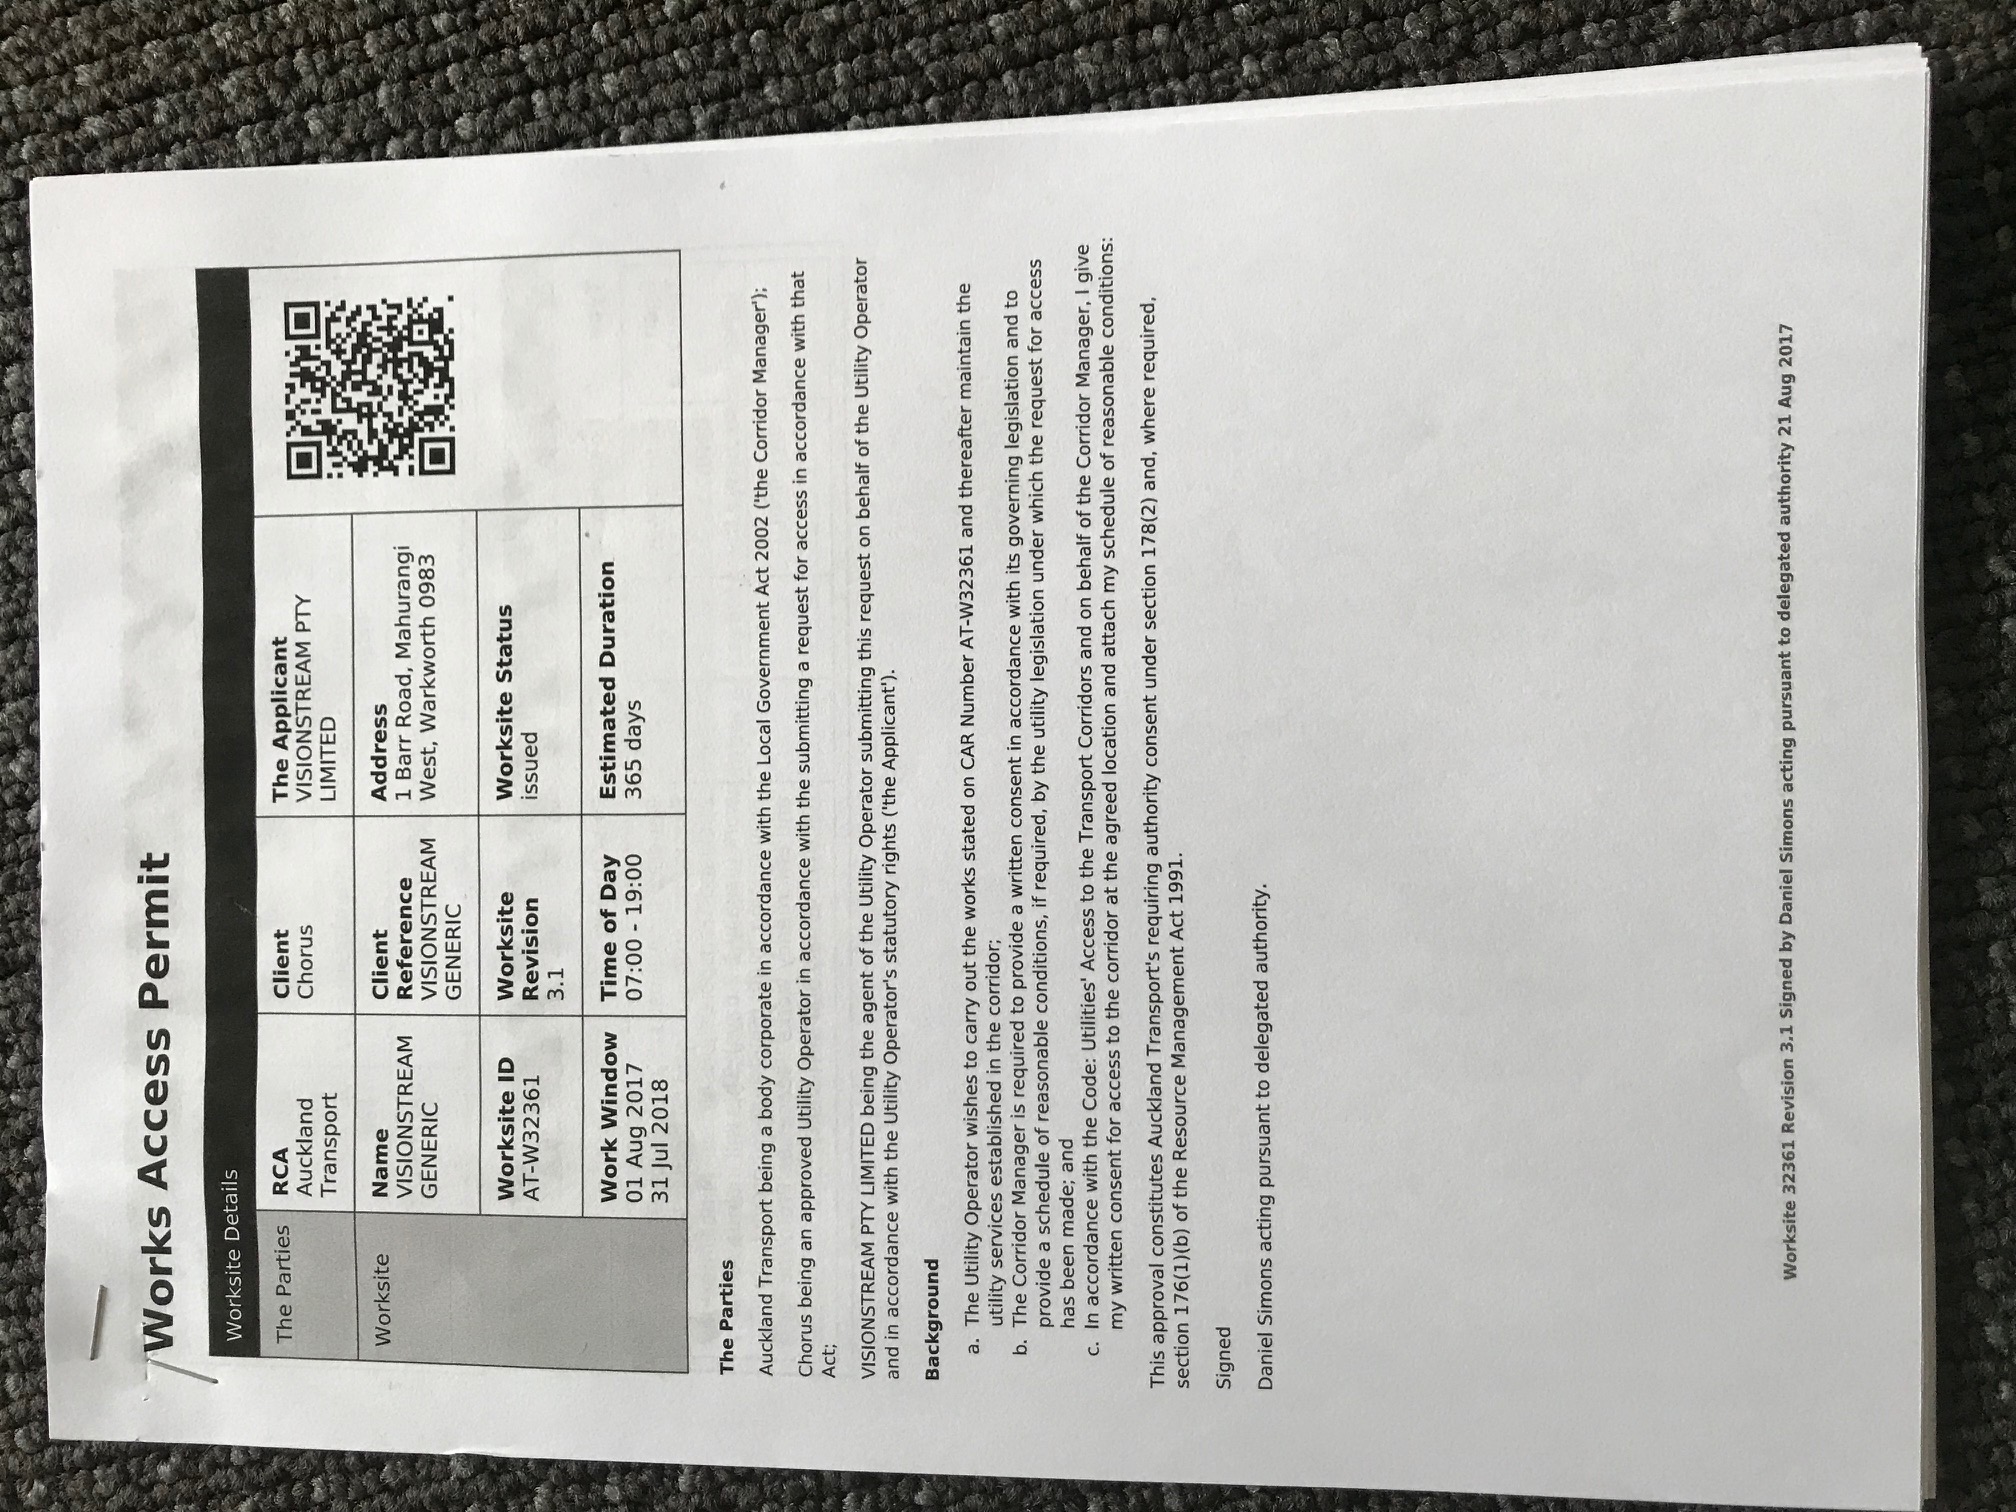 Works Access Permit
Worksite Details
The Parties
RCA
Auckland
Transport
Client
Chorus
The Applicant
VISIONSTREAM PTY
LIMITED
Worksite
Name
VISIONSTREAM
GENERIC
Client
Reference
VISIONSTREAM
GENERIC
Address
1 Barr Road, Mahurangi
West, Warkworth 0983
Worksite ID
AT-W32361
Worksite
Revision
3.1
Worksite Status
issued
Work Window
01 Aug 2017
31 Jul 2018
Time of Day
07:00 - 19:00
Estimated Duration
365 days
The Parties
Auckland Transport being a body corporate in accordance with the Local Government Act 2002 ('the Corridor Manager');
Chorus being an approved Utility Operator in accordance with the submitting a request for access in accordance with that
Act;
VISIONSTREAM PTY LIMITED being the agent of the Utility Operator submitting this request on behalf of the Utility Operator
and in accordance with the Utility Operator's statutory rights ('the Applicant').
Background
a. The Utility Operator wishes to carry out the works stated on CAR Number AT-W32361 and thereafter maintain the
utility services established in the corridor;
b. The Corridor Manager is required to provide a written consent in accordance with its governing legislation and to
provide a schedule of reasonable conditions, if required, by the utility legislation under which the request for access
has been made; and
c. In accordance with the Code: Utilities' Access to the Transport Corridors and on behalf of the Corridor Manager, I give
my written consent for access to the corridor at the agreed location and attach my schedule of reasonable conditions:
This approval constitutes Auckland Transport's requiring authority consent under section 178(2) and, where required,
section 176(1)(b) of the Resource Management Act 1991.
Signed
Daniel Simons acting pursuant to delegated authority.
Worksite 32361 Revision 3.1 Signed by Daniel Simons acting pursuant to delegated authority 21 Aug 2017